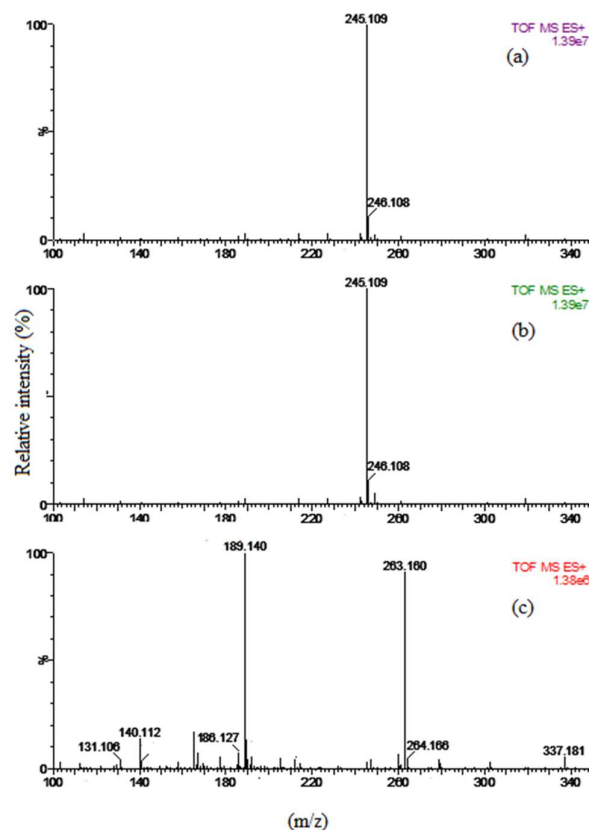 100
245.109
TOF MS ES+
1.39e7
(a)
%
246.108
0
100 140 180 220 260 300 340
100
245.109
TOF MS ES+
1.39e7
(b)
246.108
0
100 140 180 220 260 300 340
Relative intensity (%)
100
189.140
263.160
TOF MS ES+
1.38e6
(c)
%
140.112
131.106
186.127
264.166
337.181
0
100 140 180 220 260 300 340
(m/z)